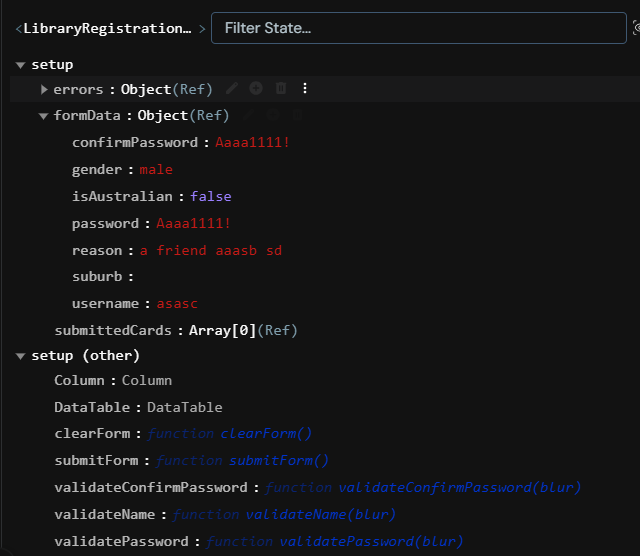 <LibraryRegistration… > Filter State...
setup
errors : Object(Ref)
formData : Object(Ref)
confirmPassword : Aaaa1111!
gender : male
isAustralian : false
password : Aaaa1111!
reason : a friend aaasb sd
suburb :
username : asasc
submittedCards : Array[0](Ref)
setup (other)
Column : Column
DataTable : DataTable
clearForm : function clearForm()
submitForm : function submitForm()
validateConfirmPassword : function validateConfirmPassword(blur)
validateName : function validateName(blur)
validatePassword : function validatePassword(blur)